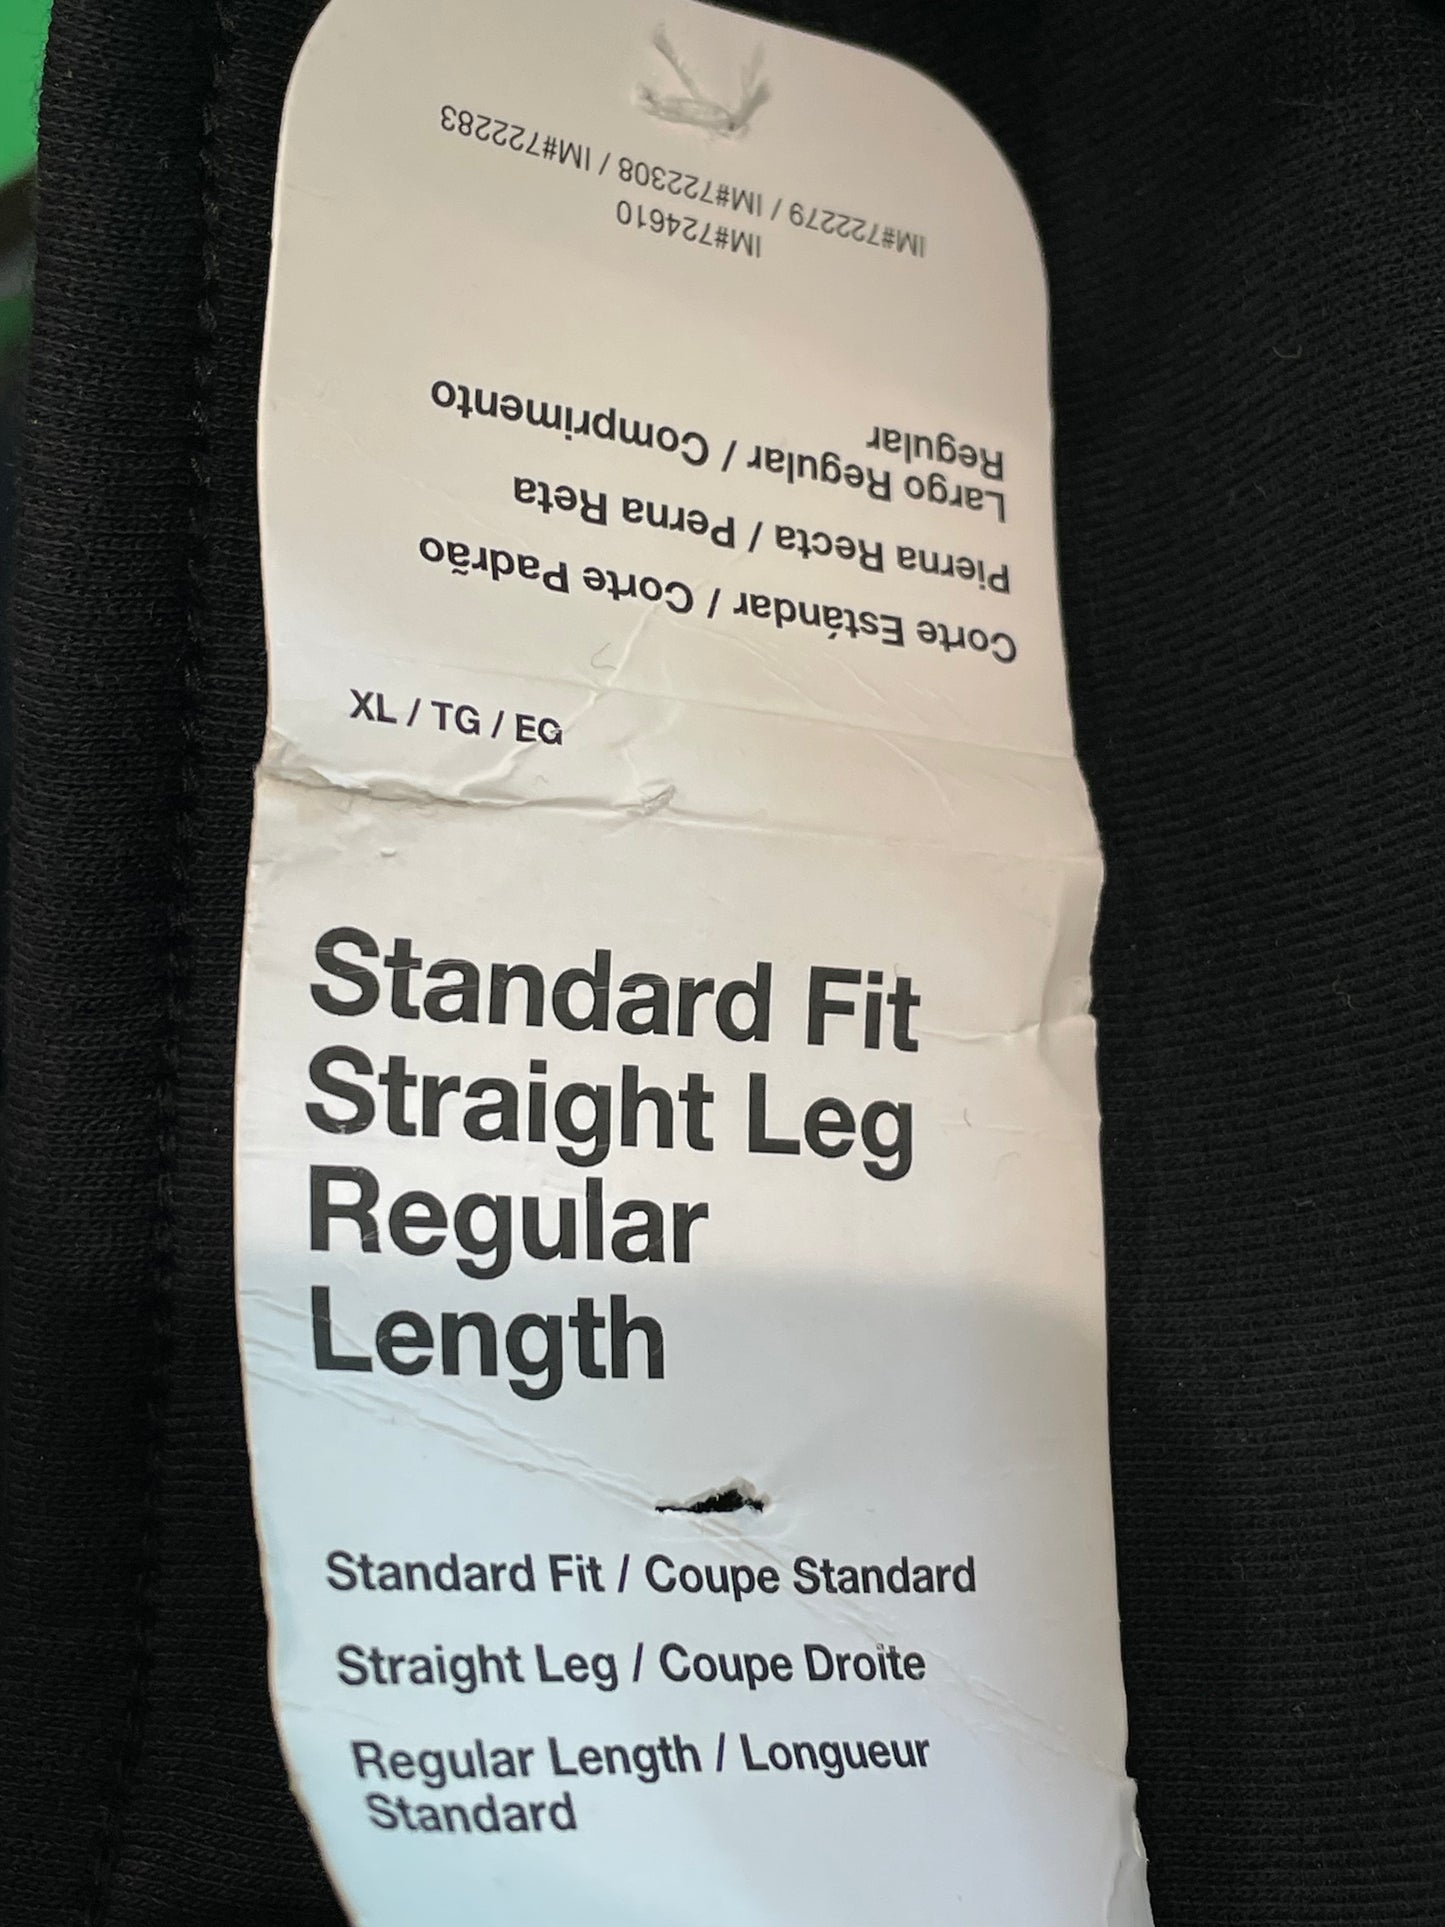 XL / TG / EG
Standard Fit
Straight Leg
Regular
Length
Standard Fit / Coupe Standard
Straight Leg / Coupe Droite
Regular Length / Longueur
Standard
Corte Estándar / Corte Padrão
Pierna Recta / Perna Reta
Largo Regular / Comprimento
Regular
IM#724610
IM#722279 / IM#722308 / IM#722283